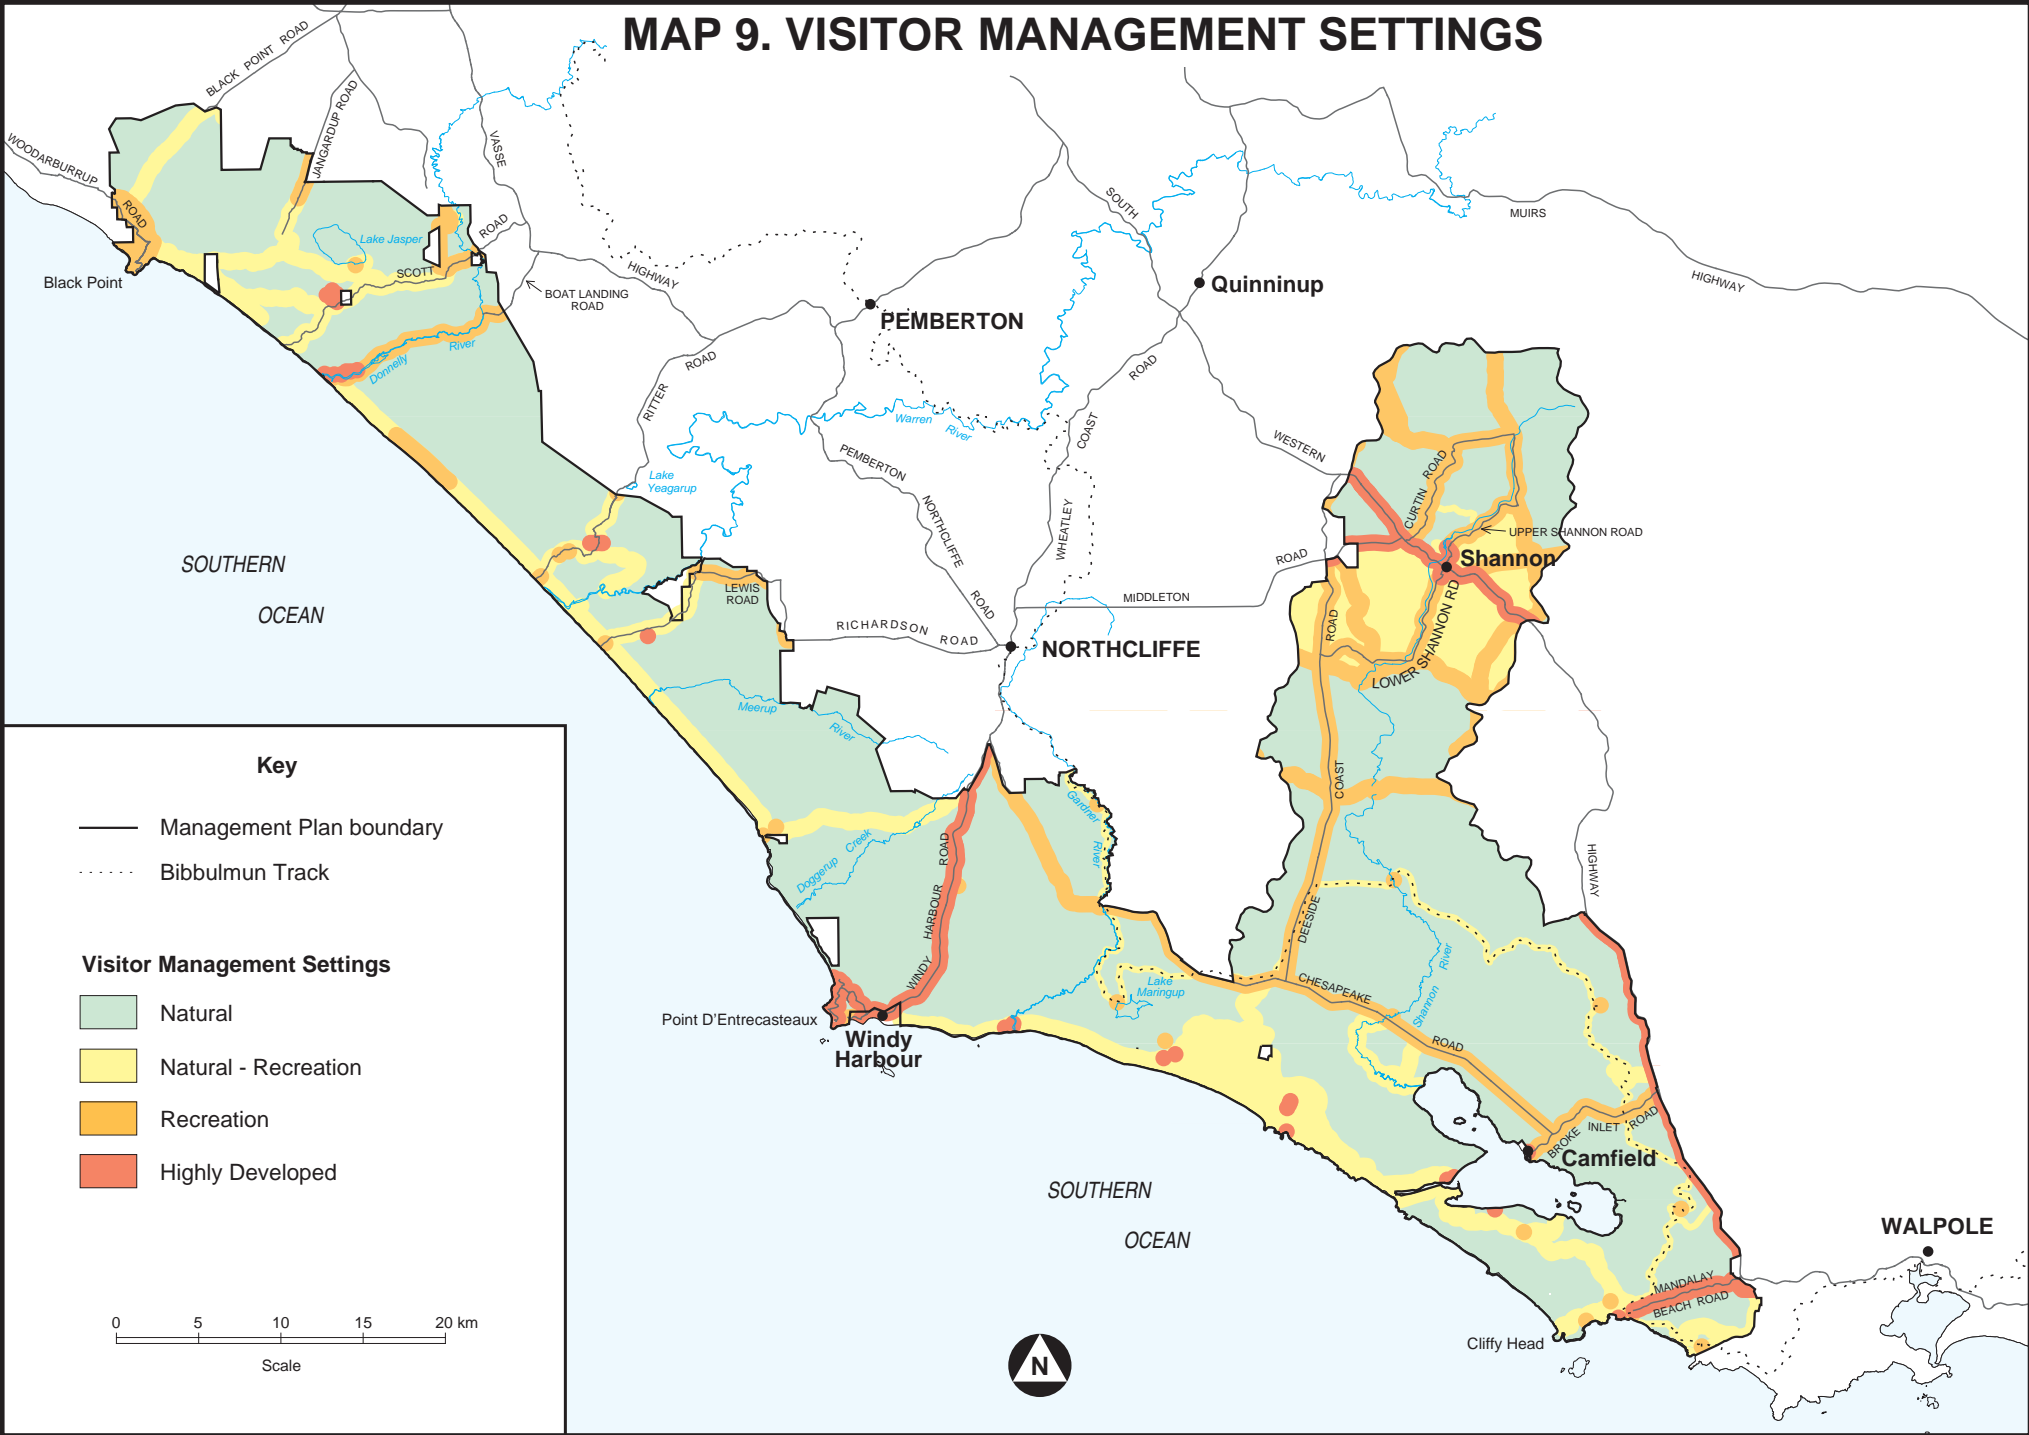 MAP 9. VISITOR MANAGEMENT SETTINGS
BLACK POINT ROAD
JANGARDUP ROAD
WOODARBURRUP
ROAD
VASSE
HIGHWAY
Lake Jasper
SCOTT
ROAD
Black Point
BOAT LANDING
ROAD
Donnelly
River
SOUTH
MUIRS
HIGHWAY
Quinninup
PEMBERTON
RITTER
ROAD
ROAD
COAST
WHEATLEY
Warren
River
WESTERN
PEMBERTON
NORTHCLIFFE
ROAD
Lake
Yeagarup
CURTIN
ROAD
UPPER SHANNON ROAD
Shannon
SOUTHERN
OCEAN
LEWIS
ROAD
ROAD
MIDDLETON
RICHARDSON
ROAD
NORTHCLIFFE
ROAD
LOWER SHANNON RD
Meerup
River
COAST
DEESIDE
HIGHWAY
Gardner
River
Doggerup Creek
WINDY
HARBOUR
ROAD
Lake
Maringup
CHESAPEAKE
ROAD
Shannon
River
Point D'Entrecasteaux
Windy
Harbour
BROKE
INLET
ROAD
Camfield
SOUTHERN
OCEAN
WALPOLE
MANDALAY
BEACH ROAD
Cliffy Head
Key
Management Plan boundary
Bibbulmun Track
Visitor Management Settings
Natural
Natural - Recreation
Recreation
Highly Developed
0 5 10 15 20 km
Scale
N